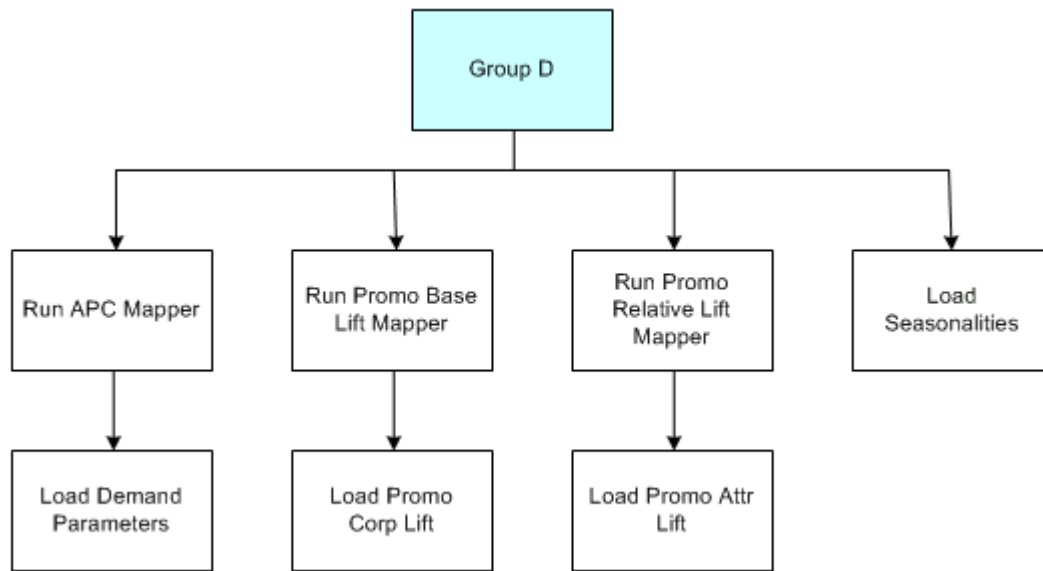 Group D
Run APC Mapper
Run Promo Base
Lift Mapper
Run Promo
Relative Lift
Mapper
Load
Seasonalities
Load Demand
Parameters
Load Promo
Corp Lift
Load Promo Attr
Lift